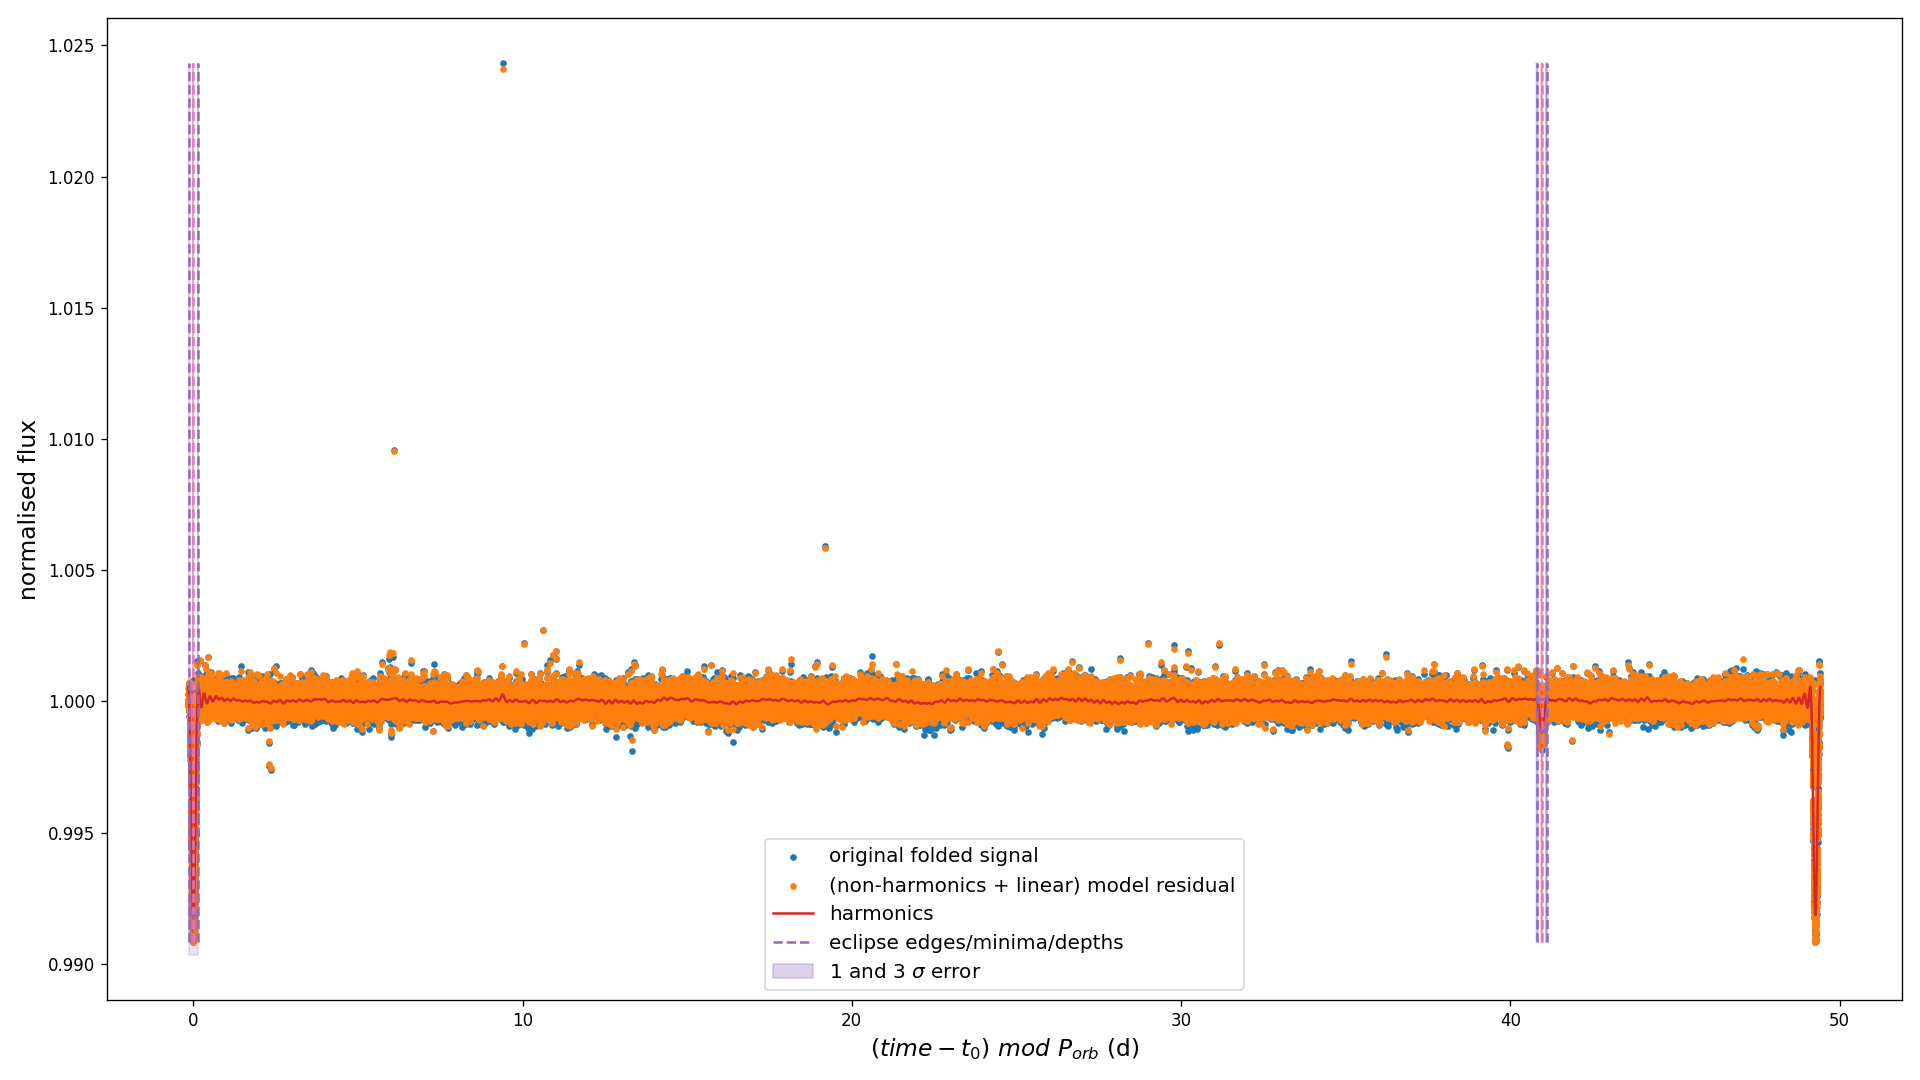 1.025
1.020
1.015
1.010
1.005
1.000
0.995
0.990
normalised flux
original folded signal
(non-harmonics + linear) model residual
harmonics
eclipse edges/minima/depths
1 and 3 σ error
0 10 20 30 40 50
(time − t₀) mod Pₒᵣb (d)